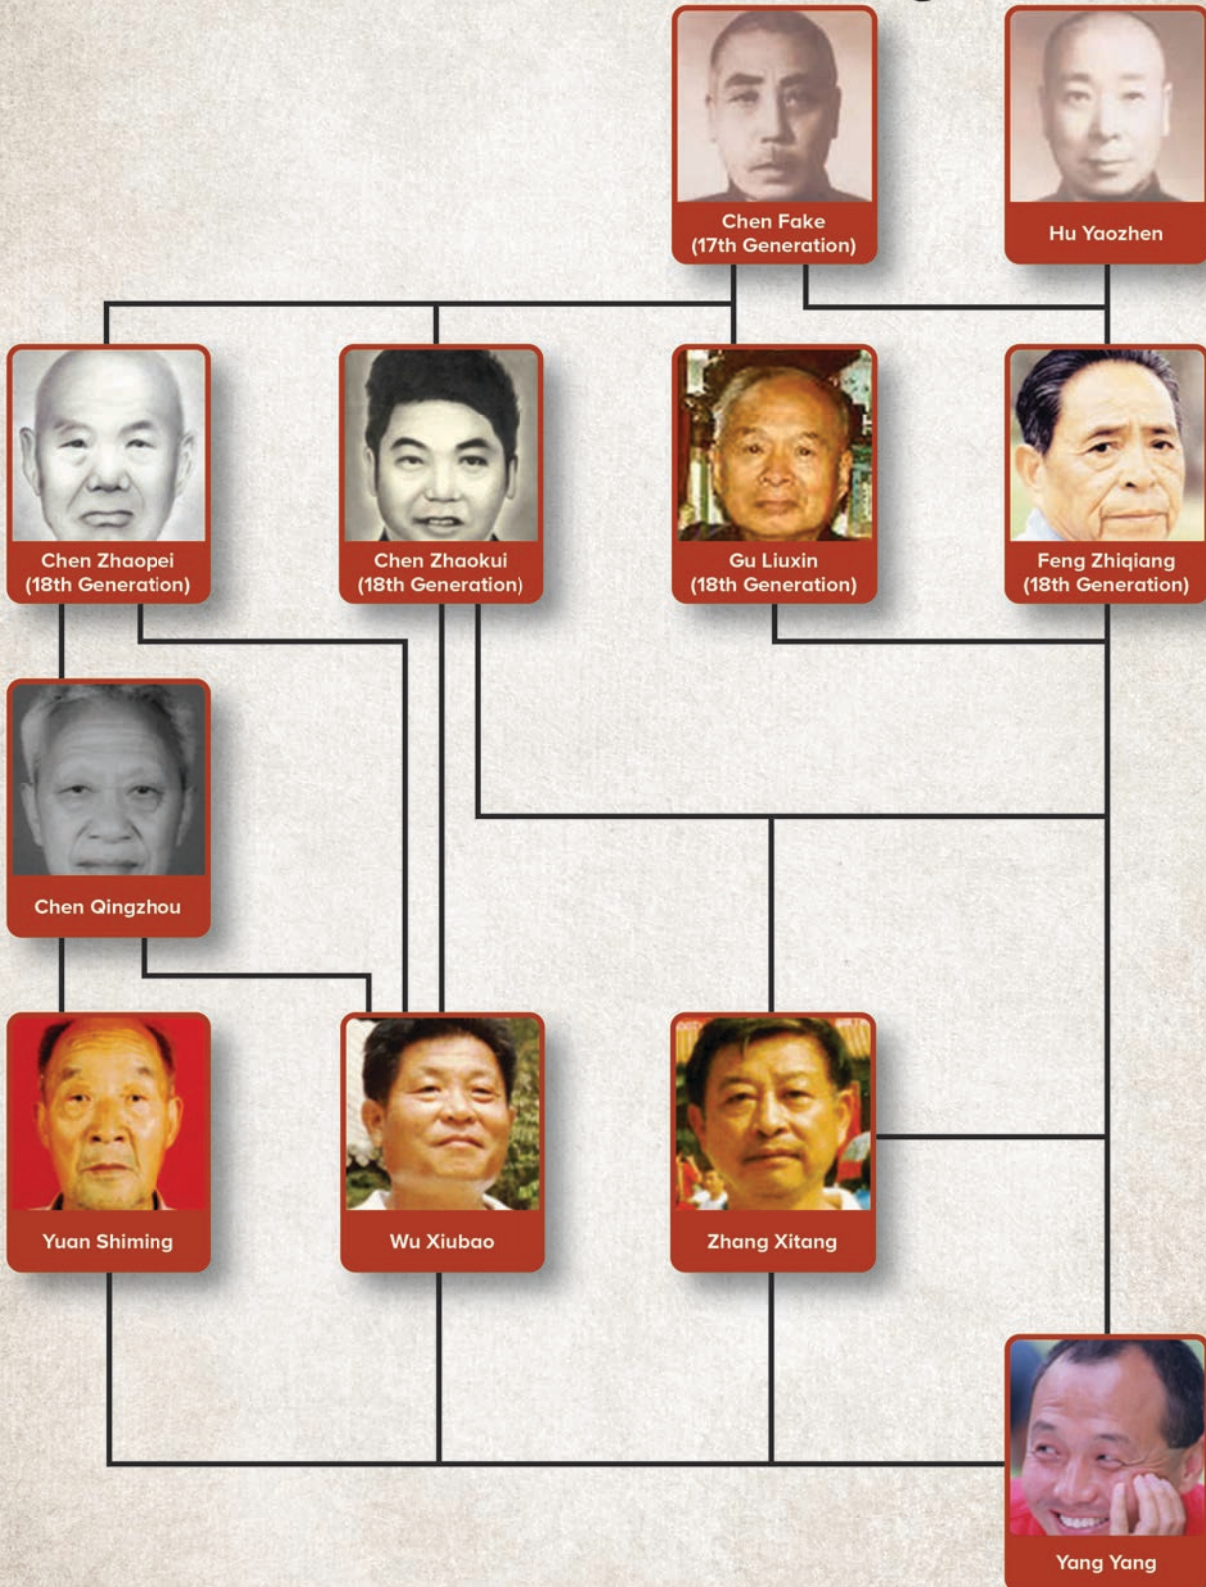 Chen Fake
(17th Generation)
Hu Yaozhen
Chen Zhaopei
(18th Generation)
Chen Zhaokui
(18th Generation)
Gu Liuxin
(18th Generation)
Feng Zhiqiang
(18th Generation)
Chen Qingzhou
Yuan Shiming
Wu Xiubao
Zhang Xitang
Yang Yang